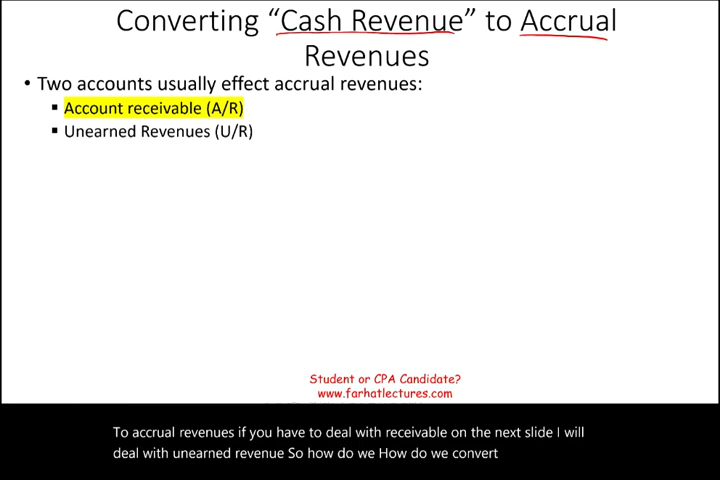 Converting “Cash Revenue” to Accrual
Revenues
• Two accounts usually effect accrual revenues:
▪ Account receivable (A/R)
▪ Unearned Revenues (U/R)
Student or CPA Candidate?
www.farhatlectures.com
To accrual revenues if you have to deal with receivable on the next slide I will
deal with unearned revenue So how do we How do we convert